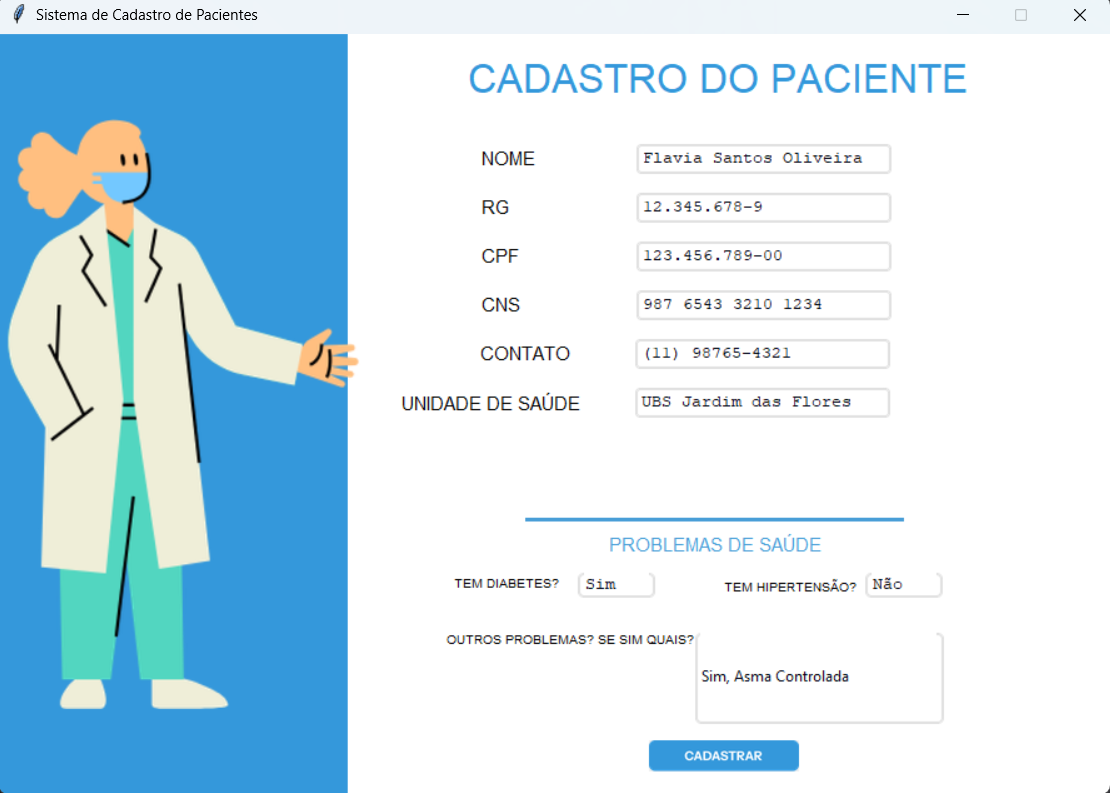 Sistema de Cadastro de Pacientes
CADASTRO DO PACIENTE
NOME Flavia Santos Oliveira
RG 12.345.678-9
CPF 123.456.789-00
CNS 987 6543 3210 1234
CONTATO (11) 98765-4321
UNIDADE DE SAÚDE UBS Jardim das Flores
PROBLEMAS DE SAÚDE
TEM DIABETES? Sim TEM HIPERTENSÃO? Não
OUTROS PROBLEMAS? SE SIM QUAIS?
Sim, Asma Controlada
CADASTRAR